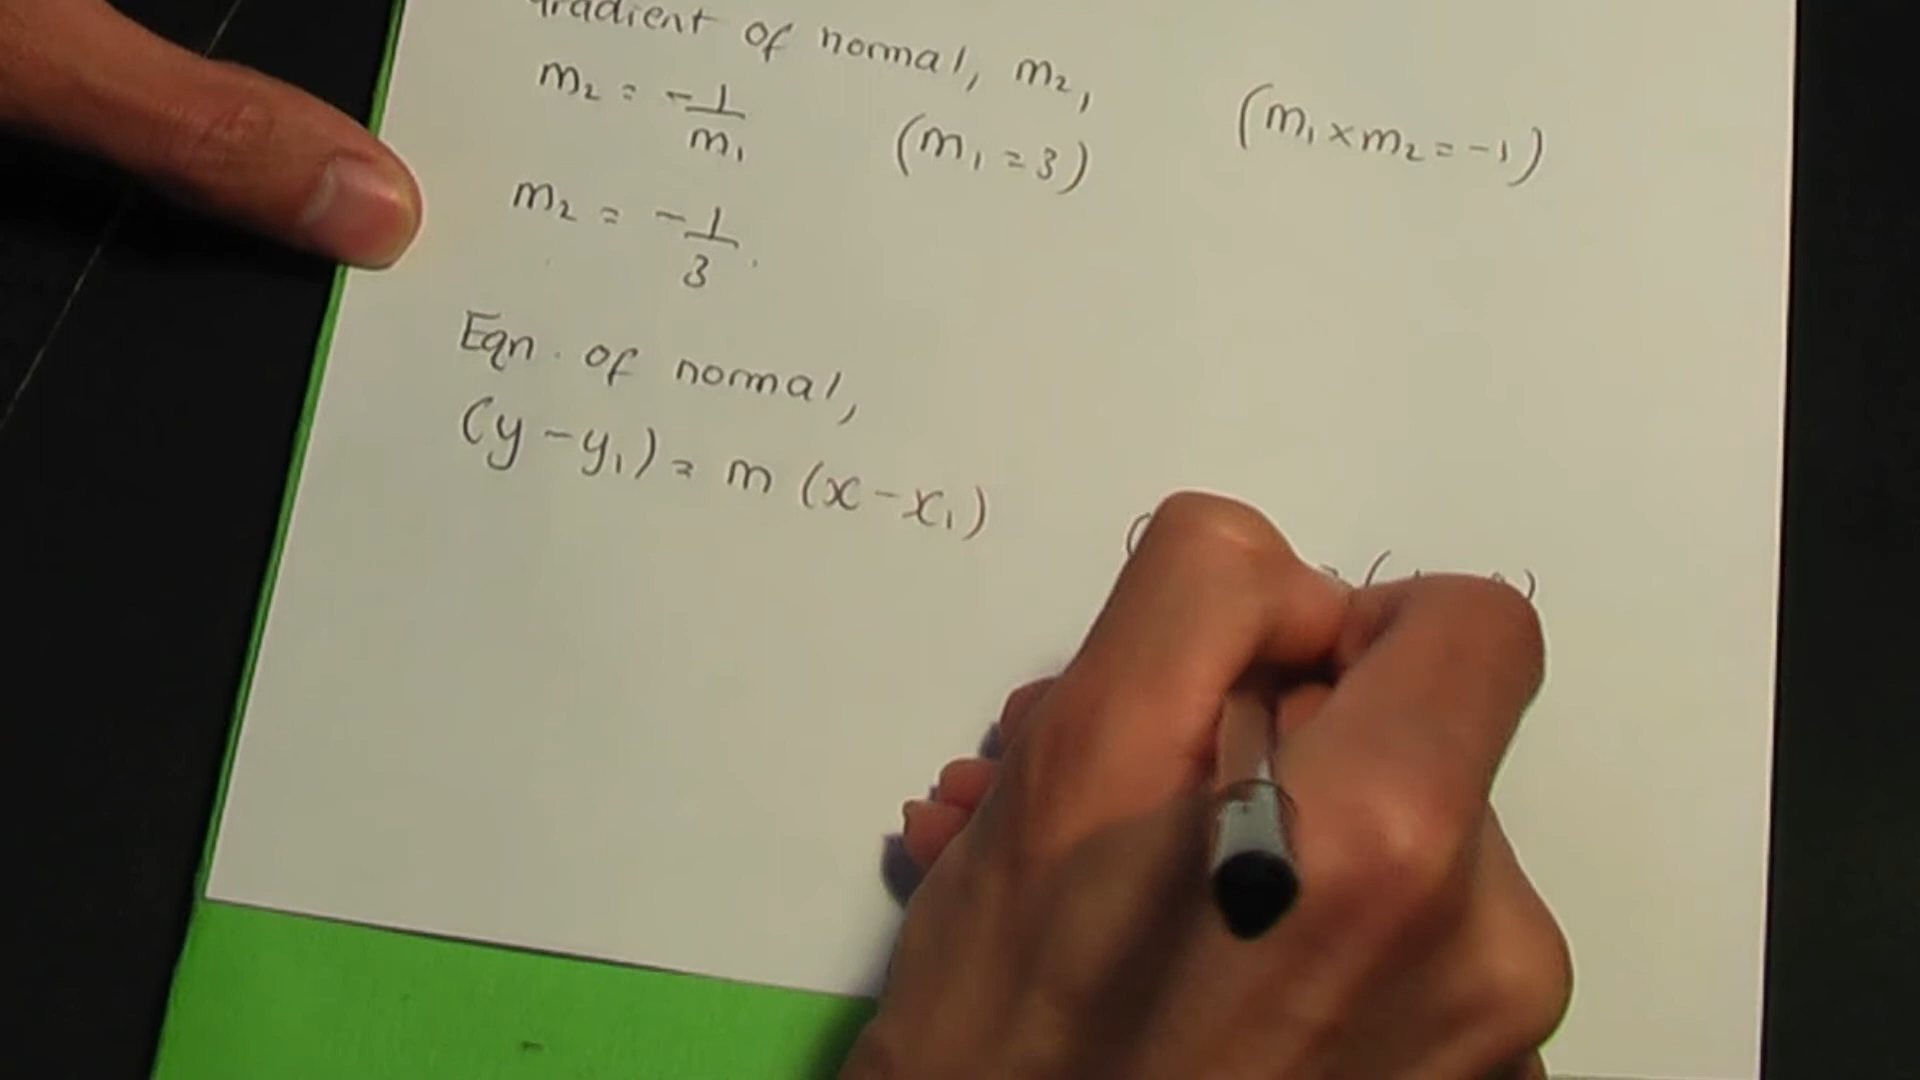 Gradient of normal, m₂,
m₂ = -1/m₁ (m₁ = 3) (m₁ × m₂ = -1)
m₂ = -1/3.
Eqn. of normal,
(y - y₁) = m (x - x₁)